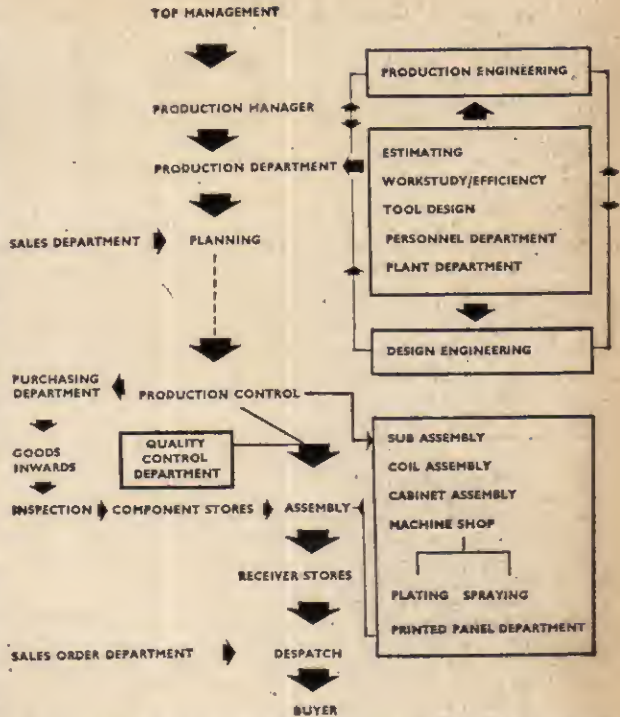 TOP MANAGEMENT
PRODUCTION ENGINEERING
PRODUCTION MANAGER
PRODUCTION DEPARTMENT
ESTIMATING
WORKSTUDY/EFFICIENCY
TOOL DESIGN
PERSONNEL DEPARTMENT
PLANT DEPARTMENT
SALES DEPARTMENT
PLANNING
DESIGN ENGINEERING
PURCHASING
DEPARTMENT
PRODUCTION CONTROL
QUALITY
CONTROL
DEPARTMENT
GOODS
INWARDS
SUB ASSEMBLY
COIL ASSEMBLY
CABINET ASSEMBLY
MACHINE SHOP
PLATING
SPRAYING
PRINTED PANEL DEPARTMENT
INSPECTION
COMPONENT STORES
ASSEMBLY
RECEIVER STORES
SALES ORDER DEPARTMENT
DESPATCH
BUYER